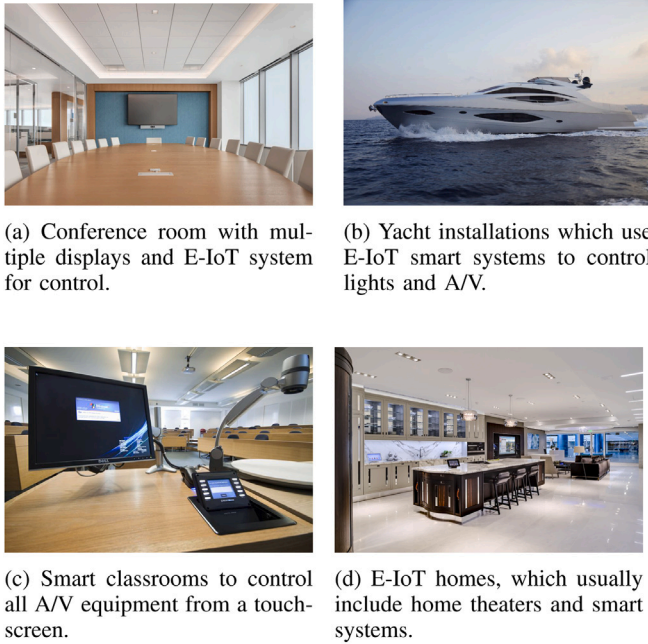 (a) Conference room with mul-
tiple displays and E-IoT system
for control.
(b) Yacht installations which use
E-IoT smart systems to control
lights and A/V.
(c) Smart classrooms to control
all A/V equipment from a touch-
screen.
(d) E-IoT homes, which usually
include home theaters and smart
systems.